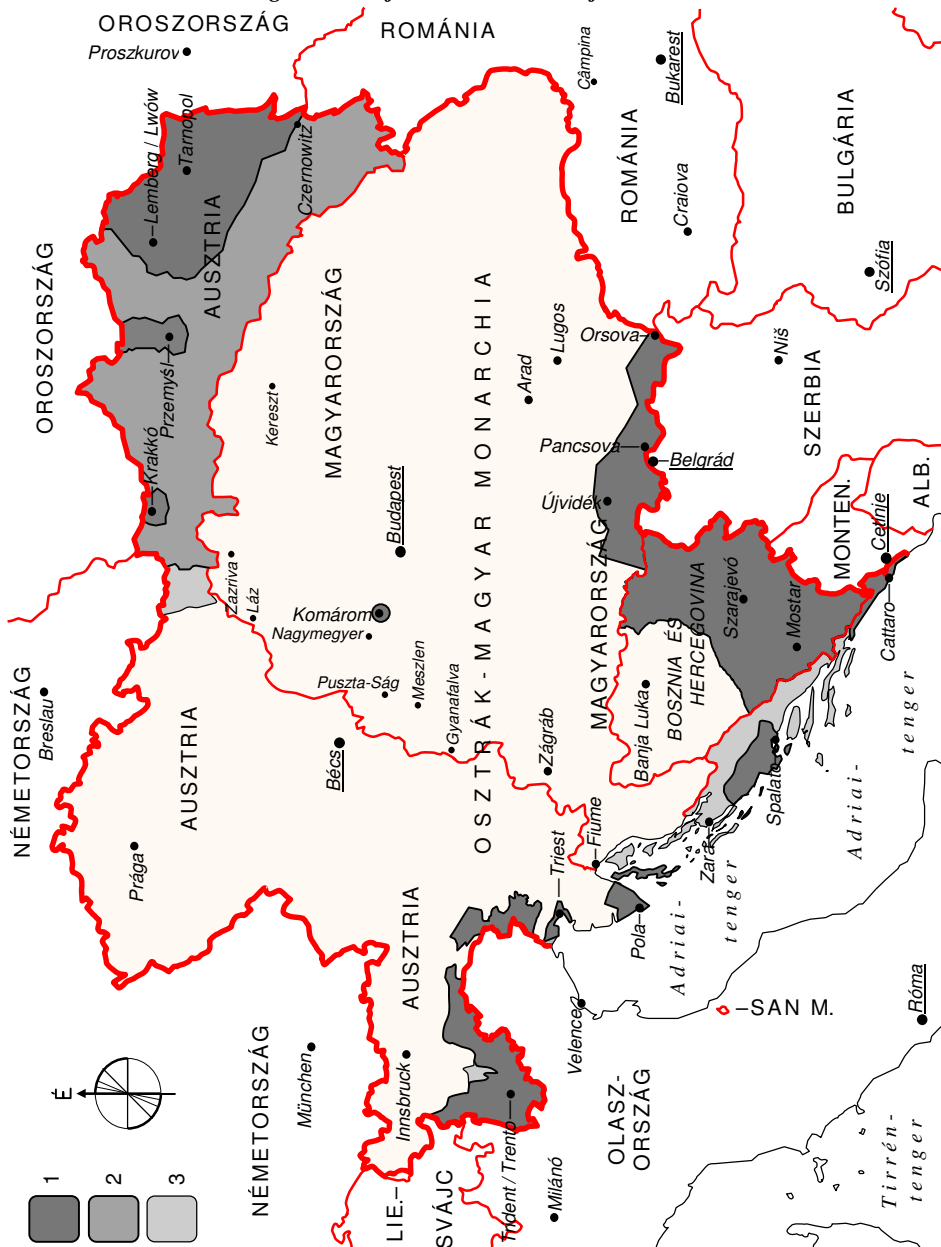 OROSZORSZÁG
Proszkurov
ROMÁNIA
Câmpina
Bukarest
Lemberg / Lwów
Tarnopol
Czernowitz
ROMÁNIA
Craiova
BULGÁRIA
Szófia
OROSZORSZÁG
AUSZTRIA
Przemyśl
Krakkó
Kereszt
MAGYARORSZÁG
Budapest
Arad
Lugos
Orsova
Niš
SZERBIA
Pancsova
Belgrád
Újvidék
MAGYARORSZÁG
OSZTRÁK-MAGYAR MONARCHIA
Zazriva
Láz
Komárom
Nagymegyer
Puszta-Ság
Meszlen
Gyanafalva
Zágráb
BOSZNIA ÉS
HERCEGOVINA
Szarajevó
Mostar
Banja Luka
MONTEN.
ALB.
Cetinie
Cattaro
NÉMETORSZÁG
Breslau
AUSZTRIA
Bécs
Prága
Triest
Fiume
Pola
Zara
Spalato
Adriai-
tenger
Adriai-
tenger
AUSZTRIA
Innsbruck
Trident / Trento
Velence
SAN M.
Róma
NÉMETORSZÁG
München
LIE.
SVÁJC
Milánó
OLASZ-
ORSZÁG
Tirrén-
tenger
É
1
2
3